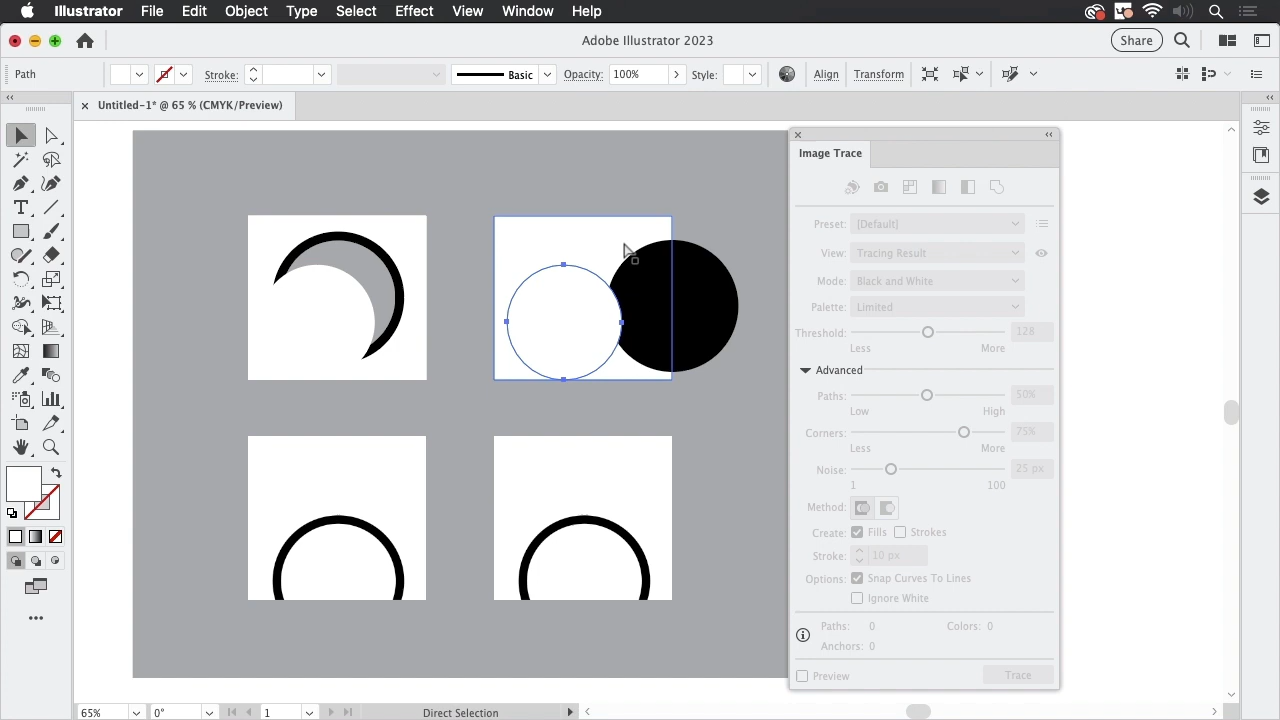 Illustrator File Edit Object Type Select Effect View Window Help
Adobe Illustrator 2023
Share
Path
Stroke:
Basic
Opacity: 100%
Style:
Align
Transform
Untitled-1* @ 65 % (CMYK/Preview)
Image Trace
Preset: [Default]
View: Tracing Result
Mode: Black and White
Palette: Limited
Threshold: 128
Less More
Advanced
Paths: 50%
Low High
Corners: 75%
Less More
Noise: 25 px
1 100
Method:
Create: Fills Strokes
Stroke: 10 px
Options: Snap Curves To Lines
Ignore White
Paths: 0 Colors: 0
Anchors: 0
Preview Trace
65% 0° 1 Direct Selection